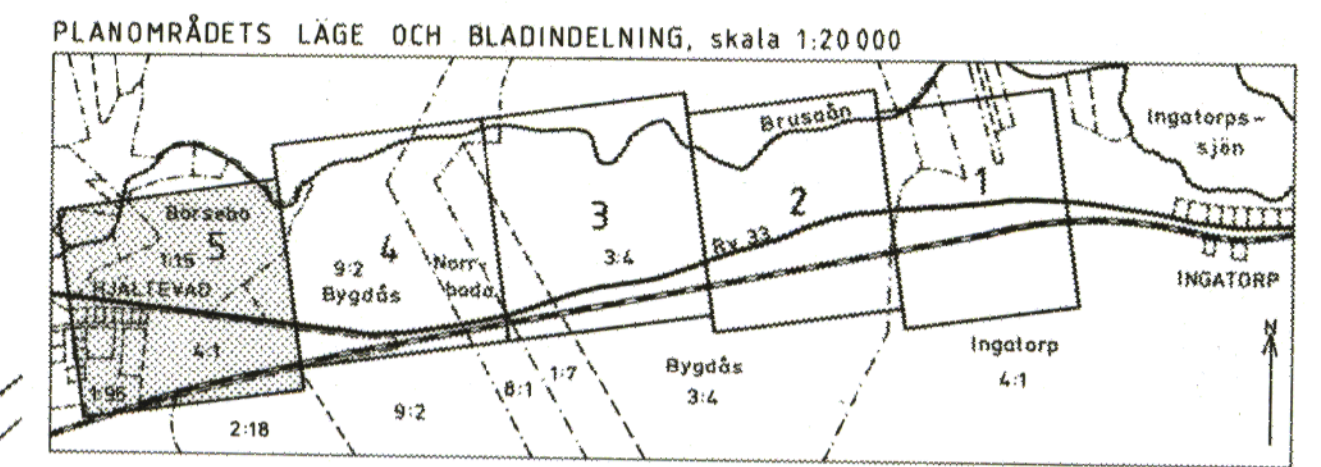 PLANOMRÅDETS LÄGE OCH BLADINDELNING, skala 1:20 000
Brusaån
Ingatorps-
sjön
1
2
3
Borsebo
5
4
1:15
Rv 33
3:4
9:2
Norr-
boda
Bygdås
HJÄLTEVAD
INGATORP
N
4:1
Ingatorp
4:1
Bygdås
3:4
1:7
8:1
1:95
9:2
2:18